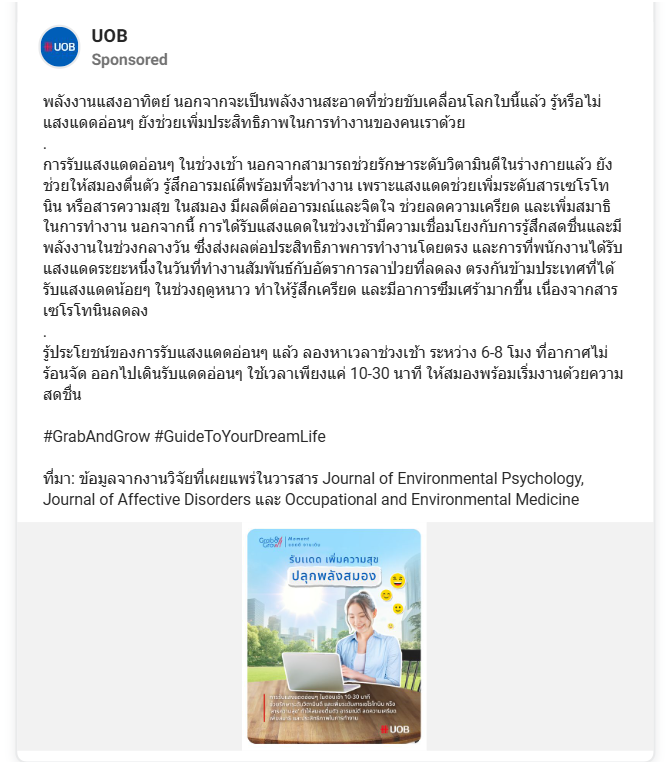 UOB
UOB
Sponsored
พลังงานแสงอาทิตย์ นอกจากจะเป็นพลังงานสะอาดที่ช่วยขับเคลื่อนโลกใบนี้แล้ว รู้หรือไม่
แสงแดดอ่อนๆ ยังช่วยเพิ่มประสิทธิภาพในการทำงานของคนเราด้วย
.
การรับแสงแดดอ่อนๆ ในช่วงเช้า นอกจากสามารถช่วยรักษาระดับวิตามินดีในร่างกายแล้ว ยัง
ช่วยให้สมองตื่นตัว รู้สึกอารมณ์ดีพร้อมที่จะทำงาน เพราะแสงแดดช่วยเพิ่มระดับสารเซโรโท
นิน หรือสารความสุข ในสมอง มีผลดีต่ออารมณ์และจิตใจ ช่วยลดความเครียด และเพิ่มสมาธิ
ในการทำงาน นอกจากนี้ การได้รับแสงแดดในช่วงเช้ามีความเชื่อมโยงกับการรู้สึกสดชื่นและมี
พลังงานในช่วงกลางวัน ซึ่งส่งผลต่อประสิทธิภาพการทำงานโดยตรง และการที่พนักงานได้รับ
แสงแดดระยะหนึ่งในวันที่ทำงานสัมพันธ์กับอัตราการลาป่วยที่ลดลง ตรงกันข้ามประเทศที่ได้
รับแสงแดดน้อยๆ ในช่วงฤดูหนาว ทำให้รู้สึกเครียด และมีอาการซึมเศร้ามากขึ้น เนื่องจากสาร
เซโรโทนินลดลง
.
รู้ประโยชน์ของการรับแสงแดดอ่อนๆ แล้ว ลองหาเวลาช่วงเช้า ระหว่าง 6-8 โมง ที่อากาศไม่
ร้อนจัด ออกไปเดินรับแดดอ่อนๆ ใช้เวลาเพียงแค่ 10-30 นาที ให้สมองพร้อมเริ่มงานด้วยความ
สดชื่น
#GrabAndGrow #GuideToYourDreamLife
ที่มา: ข้อมูลจากงานวิจัยที่เผยแพร่ในวารสาร Journal of Environmental Psychology,
Journal of Affective Disorders และ Occupational and Environmental Medicine
Grab& Grow Moment
รับแดด เพิ่มความสุข
ปลุกพลังสมอง
UOB